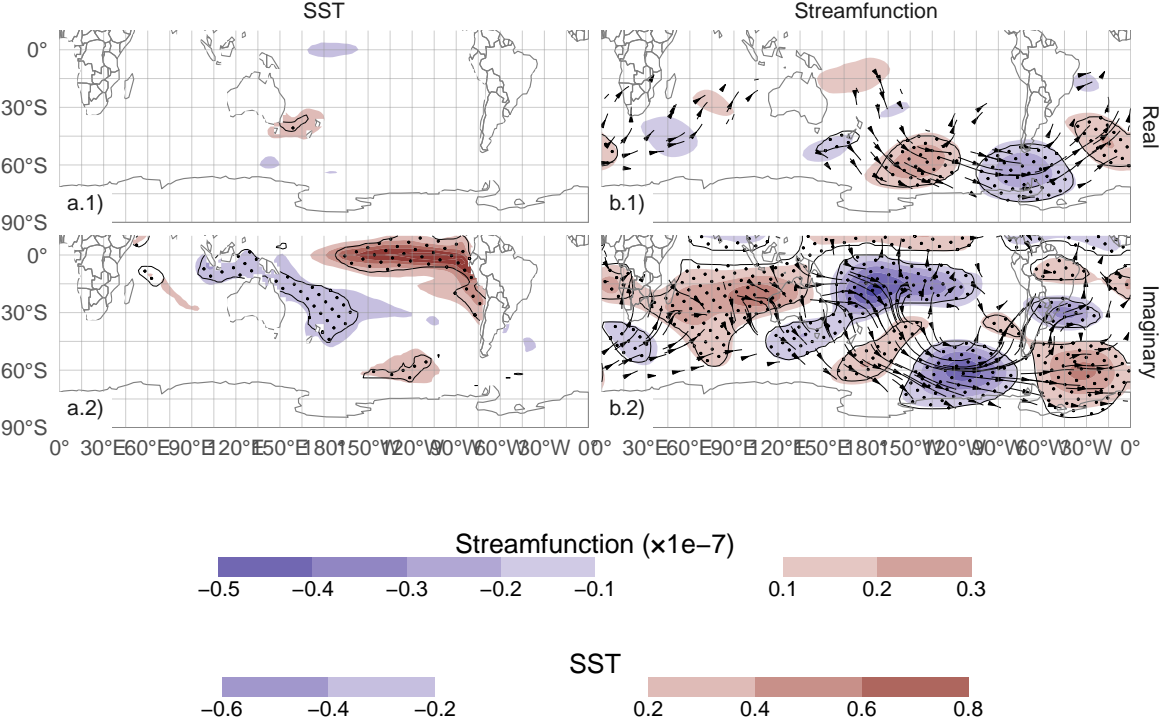 SST
Streamfunction
0°
30°S
60°S
90°S
a.1)
b.1)
Real
0°
30°S
60°S
90°S
a.2)
b.2)
Imaginary
0° 30°E 60°E 90°E 120°E 150°E 180° 150°W 120°W 90°W 60°W 30°W 0° 30°E 60°E 90°E 120°E 150°E 180° 150°W 120°W 90°W 60°W 30°W 0°
Streamfunction (×1e−7)
−0.5 −0.4 −0.3 −0.2 −0.1 0.1 0.2 0.3
SST
−0.6 −0.4 −0.2 0.2 0.4 0.6 0.8